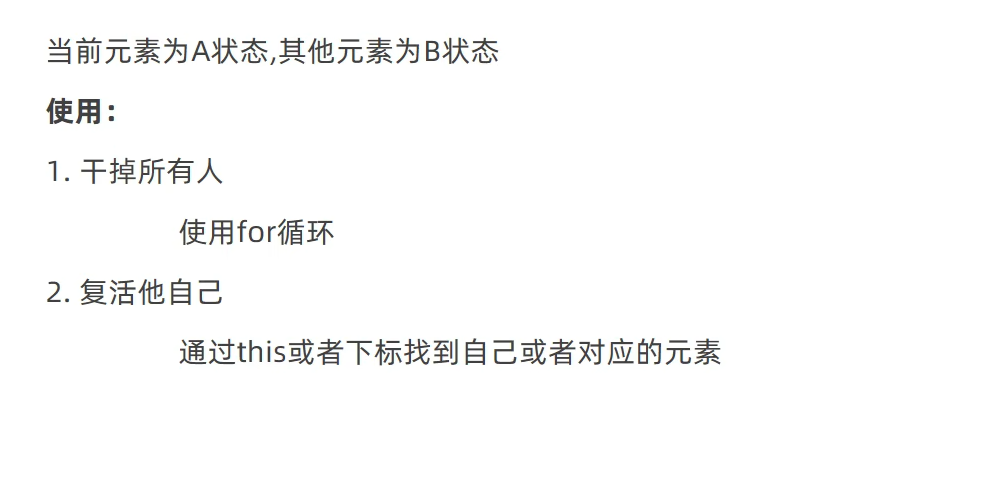 当前元素为A状态,其他元素为B状态
使用：
1. 干掉所有人
使用for循环
2. 复活他自己
通过this或者下标找到自己或者对应的元素